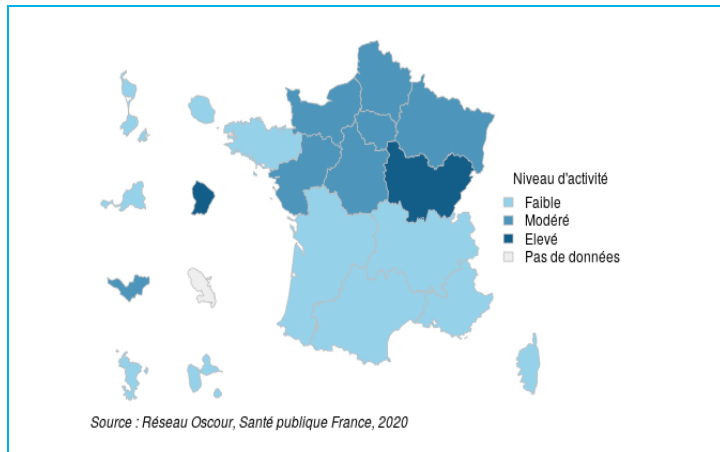 Niveau d'activité
Faible
Modéré
Elevé
Pas de données
Source : Réseau Oscour, Santé publique France, 2020